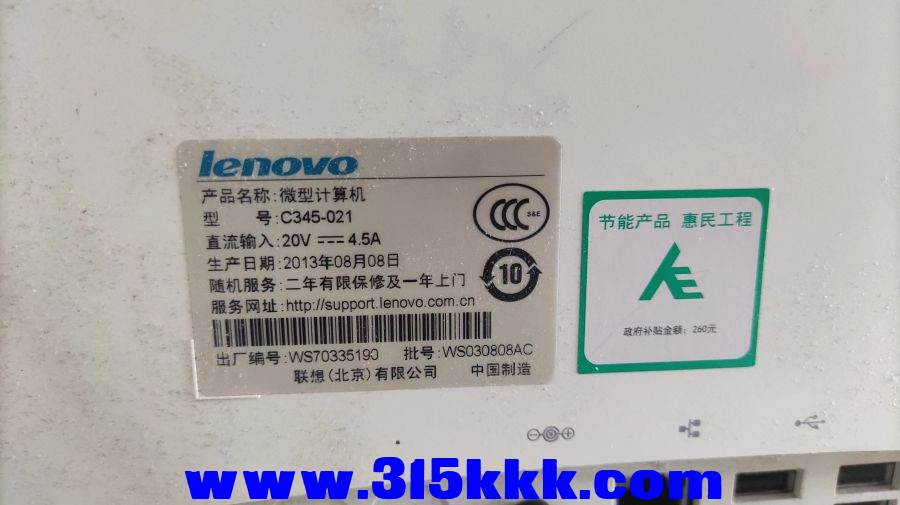 lenovo
产品名称:微型计算机
型 号:C345-021
直流输入:20V 4.5A
生产日期:2013年08月08日
随机服务:二年有限保修及一年上门
服务网址:http://support.lenovo.com.cn
出厂编号:WS70335190 批号:WS030808AC
联想(北京)有限公司 中国制造
CCC S&E
10
节能产品 惠民工程
政府补贴金额:260元
www.315kkk.com